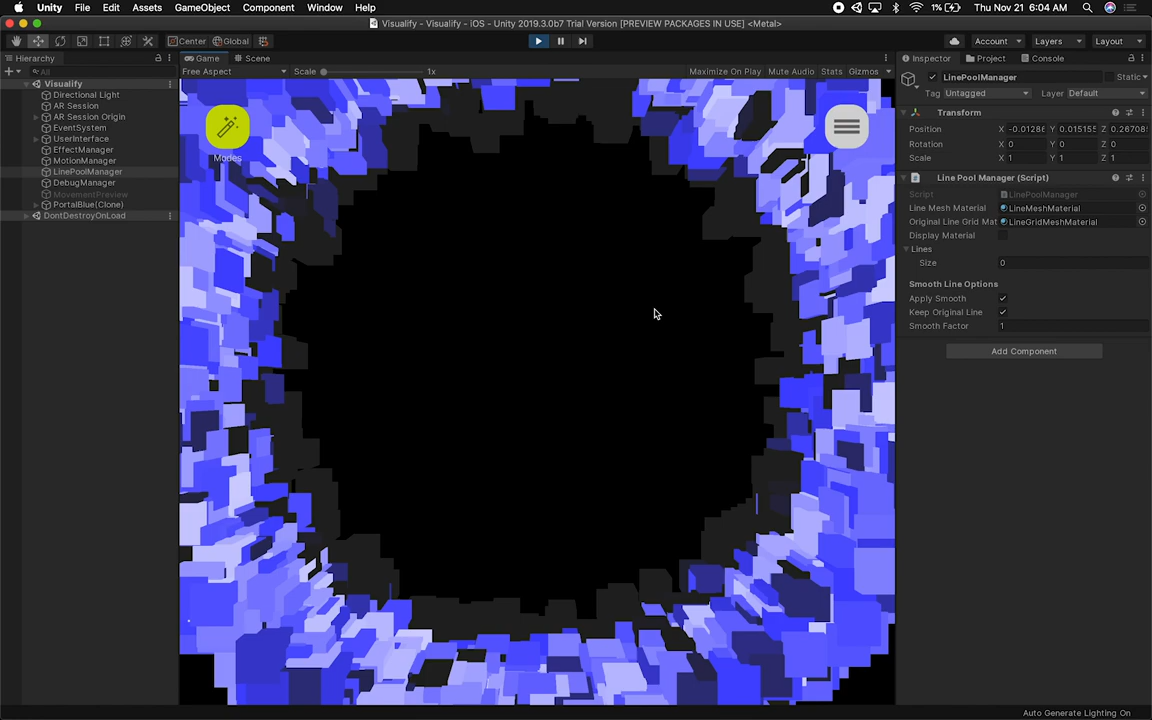 Unity File Edit Assets GameObject Component Window Help 1% Thu Nov 21 6:04 AM
Visualify - Visualify - iOS - Unity 2019.3.0b7 Trial Version [PREVIEW PACKAGES IN USE] <Metal>
Center Global Account Layers Layout
Hierarchy Game Scene Inspector Project Console
All Free Aspect Scale 1x Maximize On Play Mute Audio Stats Gizmos
LinePoolManager Static
Tag Untagged Layer Default
Visualify
Directional Light
AR Session
AR Session Origin
EventSystem
UserInterface
EffectManager
MotionManager
LinePoolManager
DebugManager
MovementPreview
PortalBlue(Clone)
DontDestroyOnLoad
Modes
Transform
Position X -0.01286 Y 0.015155 Z 0.267085
Rotation X 0 Y 0 Z 0
Scale X 1 Y 1 Z 1
Line Pool Manager (Script)
Script LinePoolManager
Line Mesh Material LineMeshMaterial
Original Line Grid Mat LineGridMeshMaterial
Display Material
Lines
Size 0
Smooth Line Options
Apply Smooth
Keep Original Line
Smooth Factor 1
Add Component
Auto Generate Lighting On